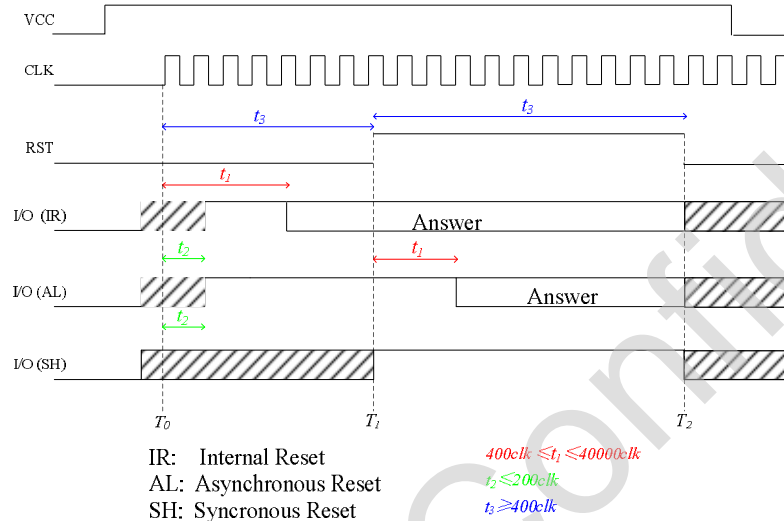 VCC
CLK
t3
t3
RST
t1
I/O (IR)
Answer
t2
t1
I/O (AL)
Answer
t2
I/O (SH)
T0
T1
T2
IR: Internal Reset
400clk ≤t1 ≤40000clk
AL: Asynchronous Reset
t2≤200clk
SH: Syncronous Reset
t3≥400clk
Confid